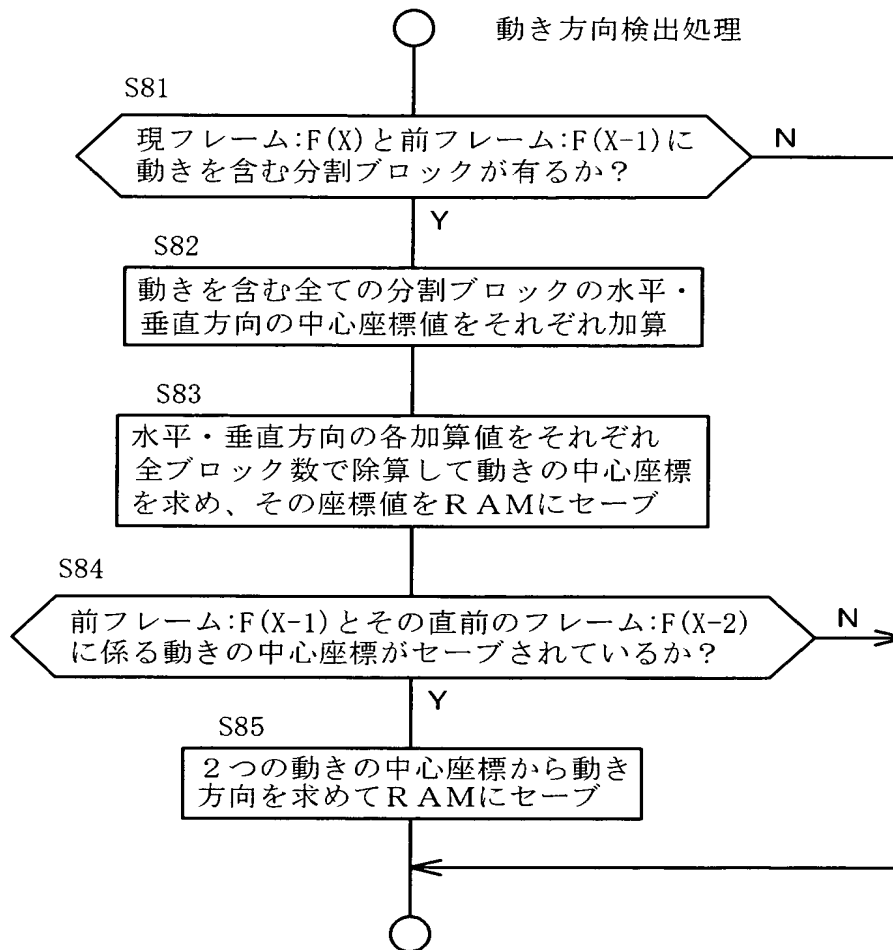 動き方向検出処理
S81
現フレーム:F(X)と前フレーム:F(X-1)に
動きを含む分割ブロックが有るか？
N
Y
S82
動きを含む全ての分割ブロックの水平・
垂直方向の中心座標値をそれぞれ加算
S83
水平・垂直方向の各加算値をそれぞれ
全ブロック数で除算して動きの中心座標
を求め、その座標値をＲＡＭにセーブ
S84
前フレーム:F(X-1)とその直前のフレーム:F(X-2)
に係る動きの中心座標がセーブされているか？
N
Y
S85
２つの動きの中心座標から動き
方向を求めてＲＡＭにセーブ